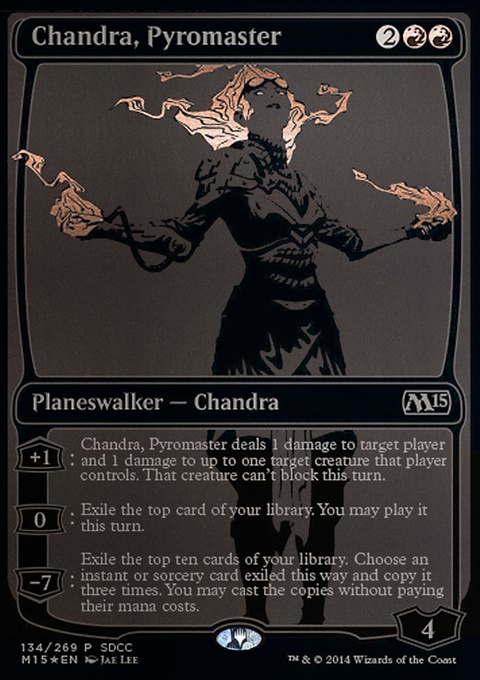 Chandra, Pyromaster 2
Planeswalker — Chandra M15
+1: Chandra, Pyromaster deals 1 damage to target player
and 1 damage to up to one target creature that player
controls. That creature can't block this turn.
0: Exile the top card of your library. You may play it
this turn.
Exile the top ten cards of your library. Choose an
-7: instant or sorcery card exiled this way and copy it
three times. You may cast the copies without paying
their mana costs.
4
134/269 P SDCC
M15★EN Jae Lee
™ & © 2014 Wizards of the Coast